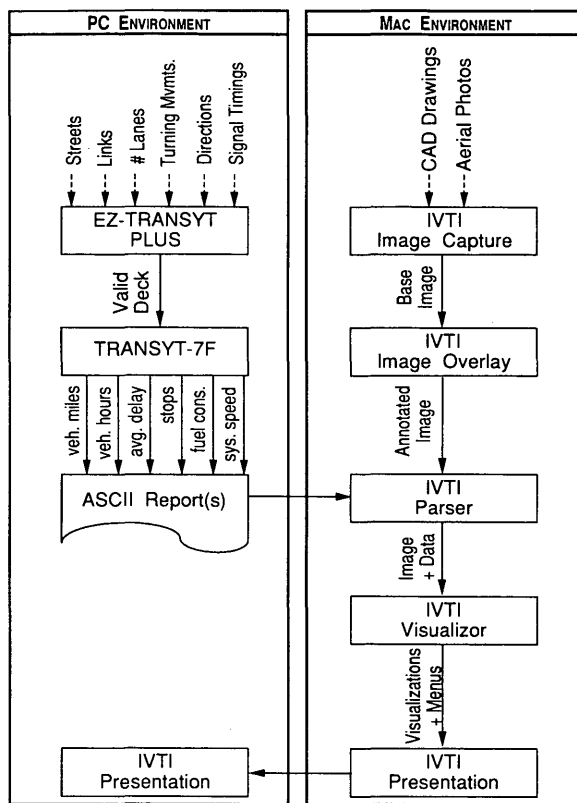 PC ENVIRONMENT
Streets
Links
# Lanes
Turning Mvmts.
Directions
Signal Timings
EZ-TRANSYT
PLUS
Valid
Deck
TRANSYT-7F
veh. miles
veh. hours
avg. delay
stops
fuel cons.
sys. speed
ASCII Report(s)
IVTI
Presentation
MAC ENVIRONMENT
CAD Drawings
Aerial Photos
IVTI
Image Capture
Base
Image
IVTI
Image Overlay
Annotated
Image
IVTI
Parser
Image
+ Data
IVTI
Visualizor
Visualizations
+ Menus
IVTI
Presentation